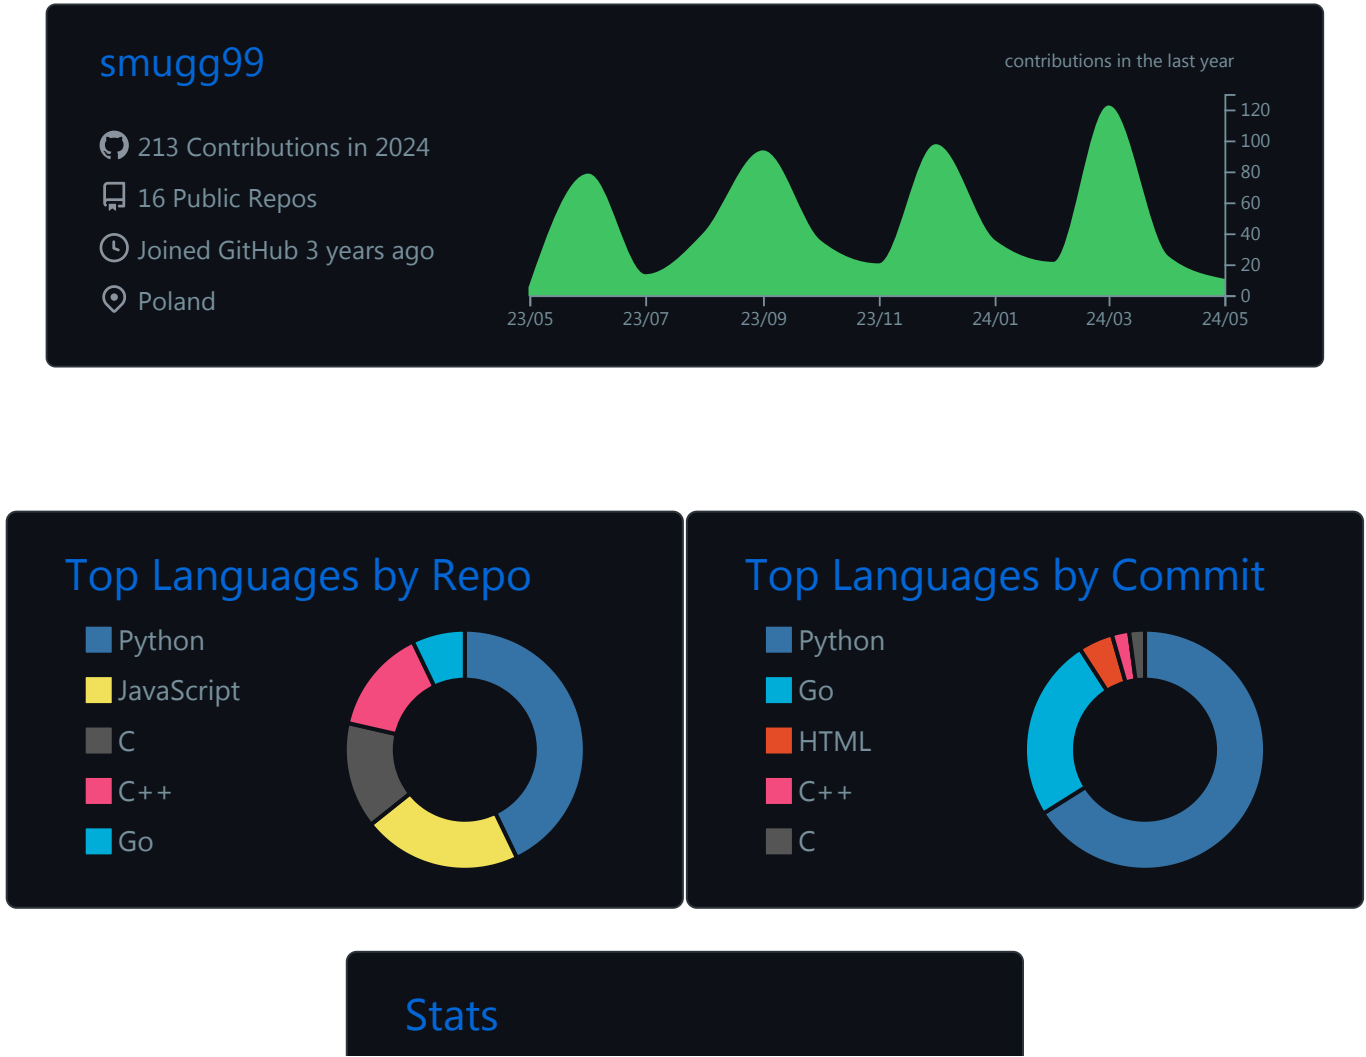 smugg99
contributions in the last year
213 Contributions in 2024
16 Public Repos
Joined GitHub 3 years ago
Poland
120
100
80
60
40
20
0
23/05 23/07 23/09 23/11 24/01 24/03 24/05
Top Languages by Repo
Python
JavaScript
C
C++
Go
Top Languages by Commit
Python
Go
HTML
C++
C
Stats